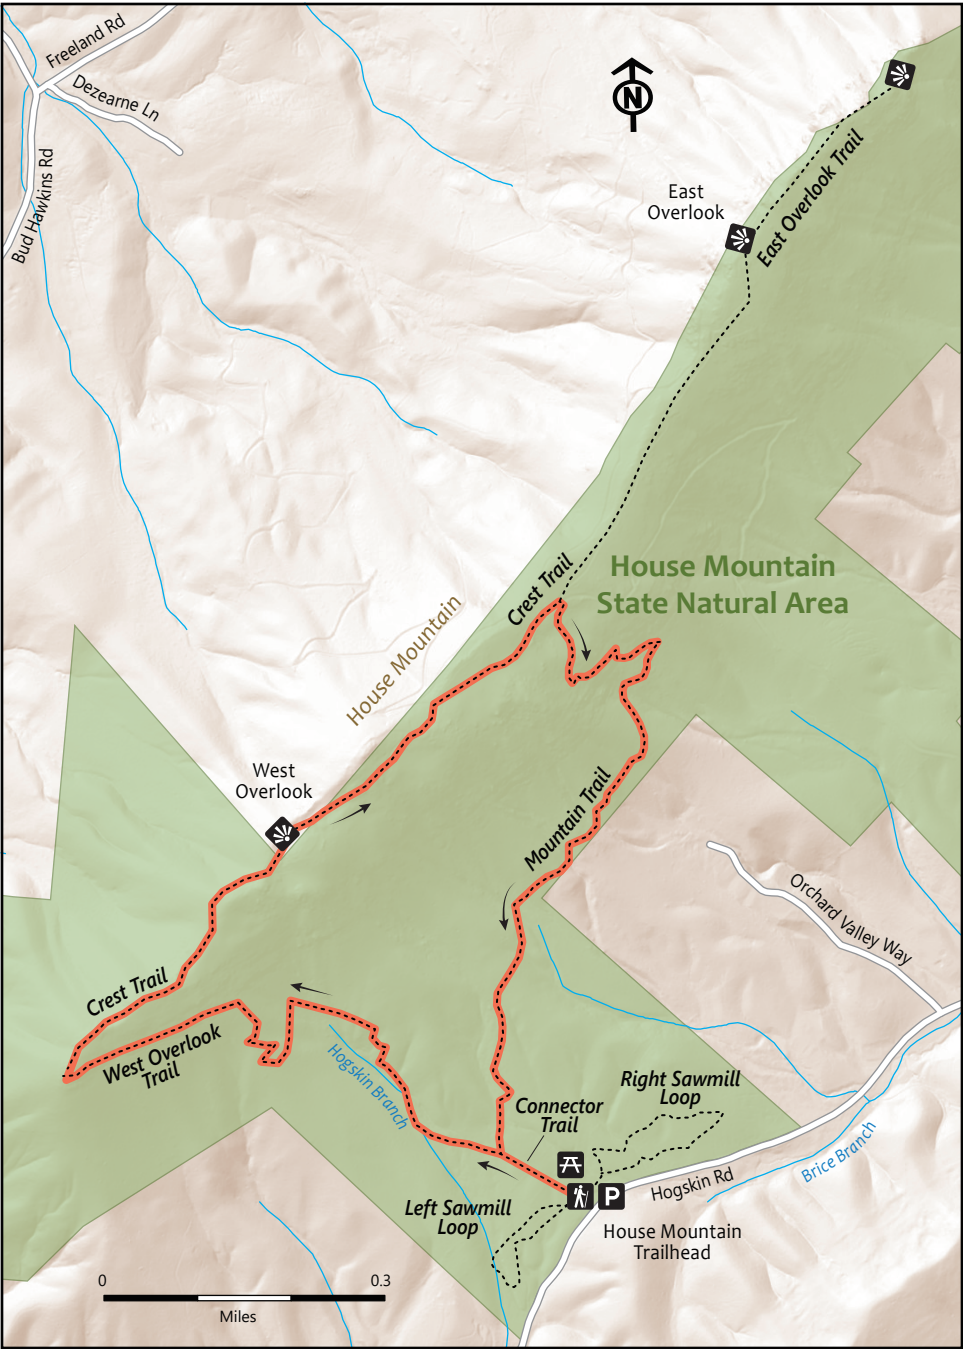 Freeland Rd
Dezearne Ln
Bud Hawkins Rd
N
East
Overlook
East Overlook Trail
House Mountain
State Natural Area
Crest Trail
House Mountain
West
Overlook
Mountain Trail
Orchard Valley Way
Crest Trail
West Overlook
Trail
Hogskin Branch
Right Sawmill
Loop
Connector
Trail
Brice Branch
Hogskin Rd
P
Left Sawmill
Loop
House Mountain
Trailhead
0 0.3
Miles